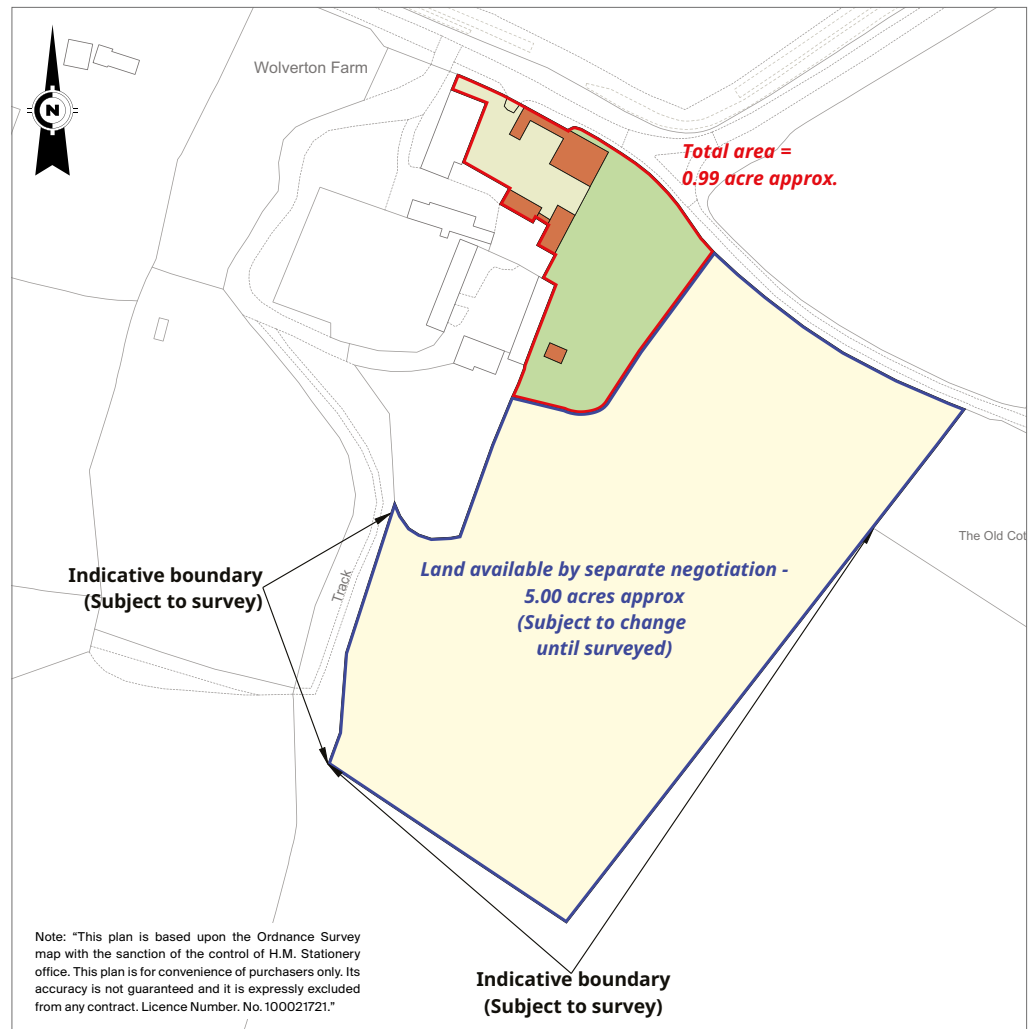 Wolverton Farm
N
Total area =
0.99 acre approx.
The Old Cot
Indicative boundary
(Subject to survey)
Track
Land available by separate negotiation -
5.00 acres approx
(Subject to change
until surveyed)
Note: “This plan is based upon the Ordnance Survey
map with the sanction of the control of H.M. Stationery
office. This plan is for convenience of purchasers only. Its
accuracy is not guaranteed and it is expressly excluded
from any contract. Licence Number. No. 100021721.”
Indicative boundary
(Subject to survey)